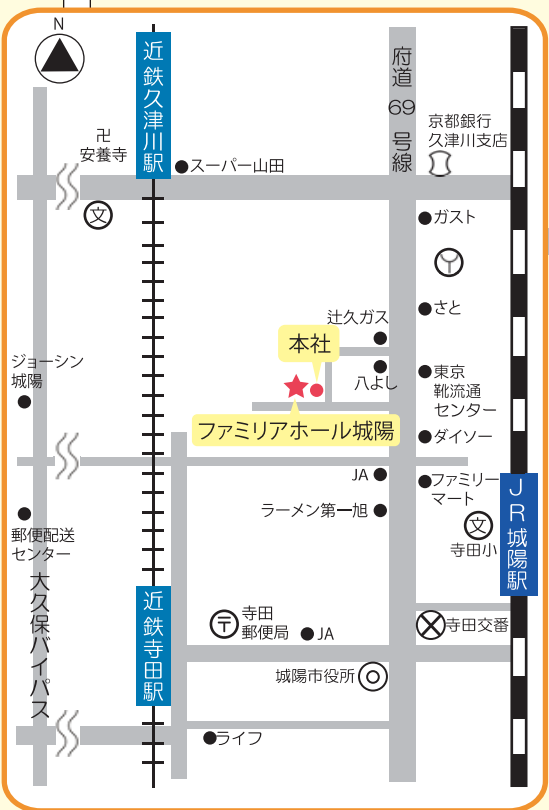 N
近鉄久津川駅
府道69号線
京都銀行
久津川支店
卍
安養寺
スーパー山田
文
ガスト
さと
辻久ガス
本社
八よし
ジョーシン
城陽
東京
靴流通
センター
ファミリアホール城陽
ダイソー
JA
ファミリー
マート
ラーメン第一旭
JR城陽駅
文
寺田小
郵便配送
センター
大久保バイパス
近鉄寺田駅
〒
寺田
郵便局
JA
寺田交番
城陽市役所
ライフ